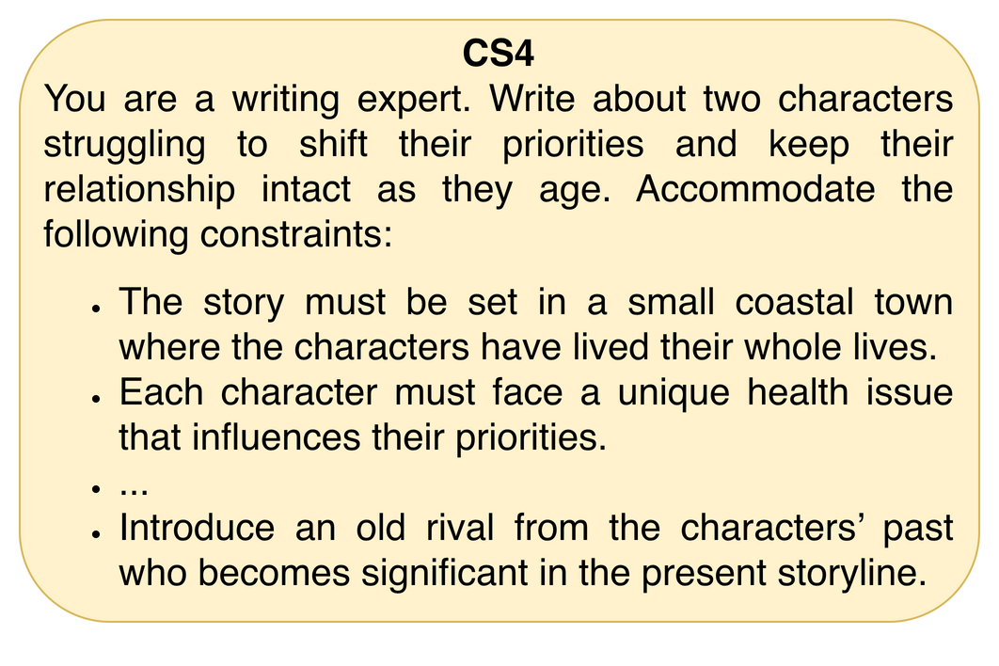 CS4
You are a writing expert. Write about two characters
struggling to shift their priorities and keep their
relationship intact as they age. Accommodate the
following constraints:
• The story must be set in a small coastal town
where the characters have lived their whole lives.
• Each character must face a unique health issue
that influences their priorities.
• ...
• Introduce an old rival from the characters’ past
who becomes significant in the present storyline.